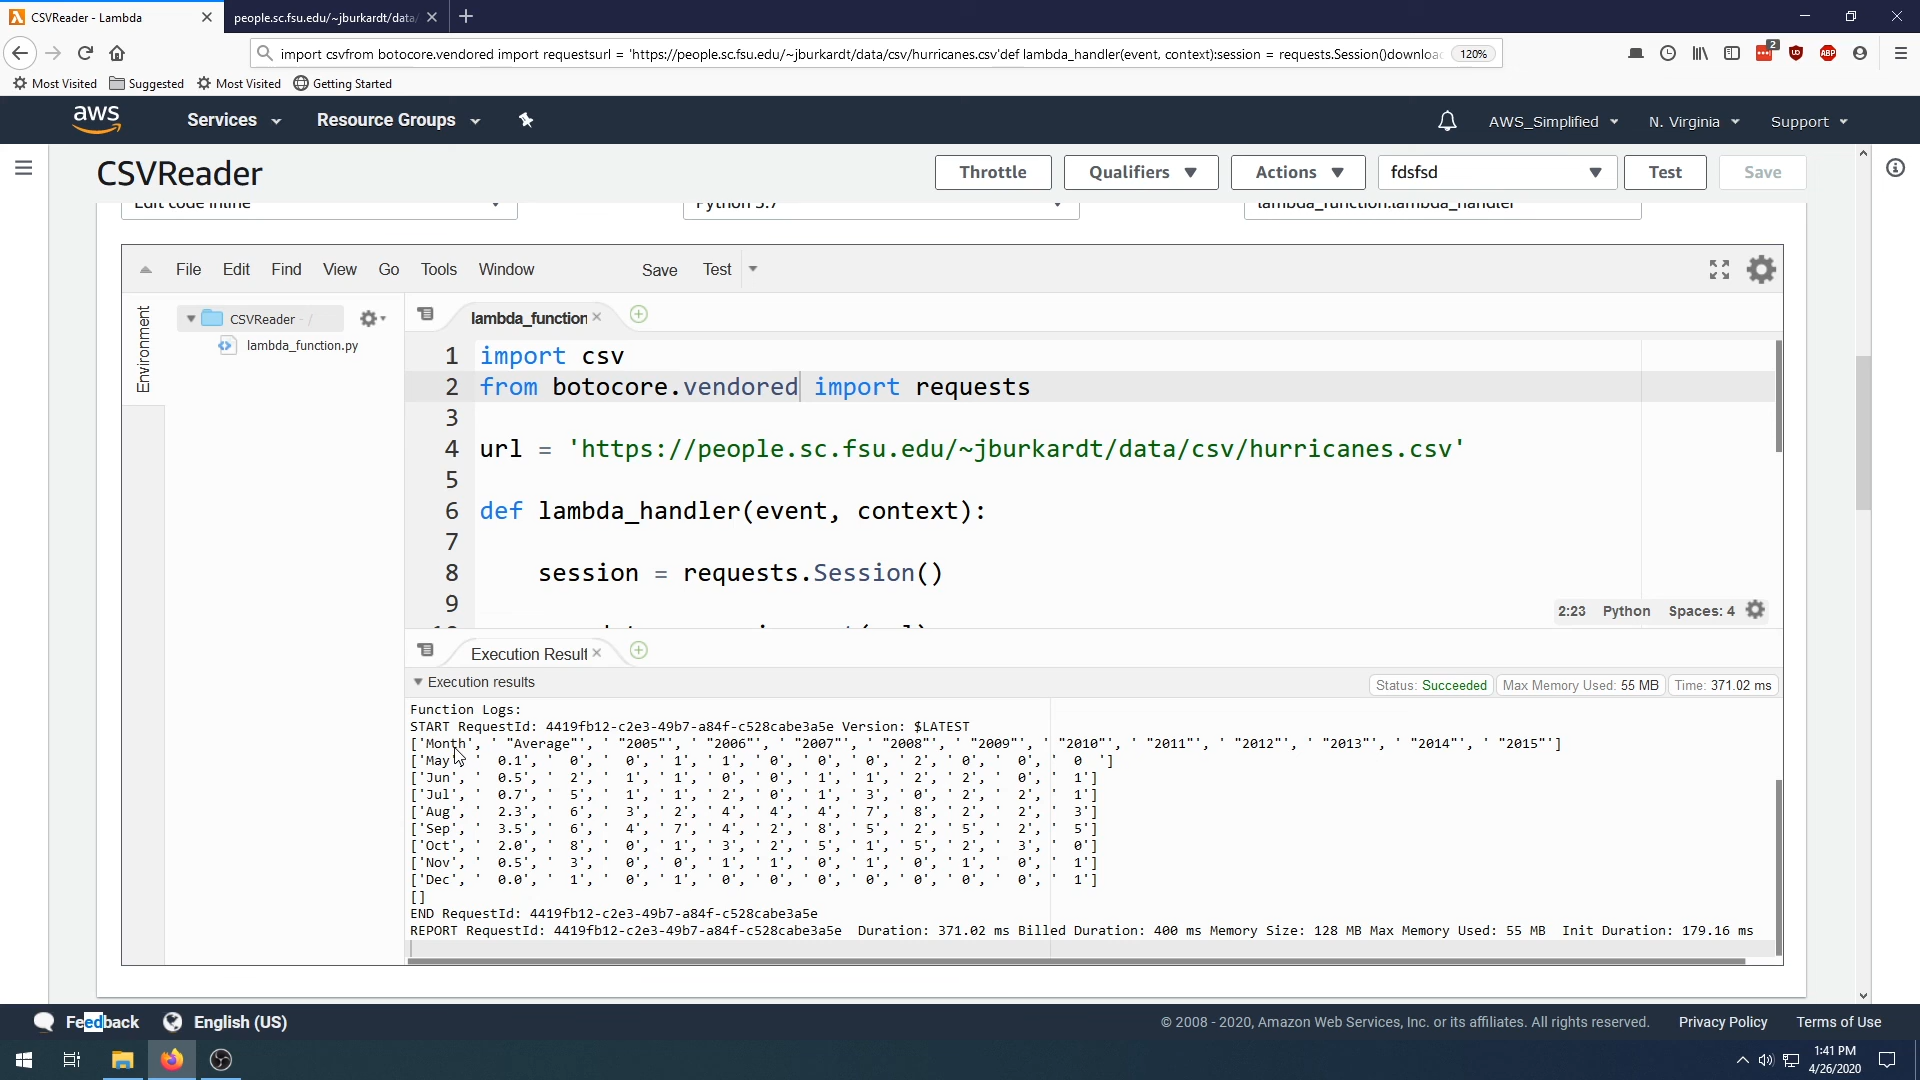 CSVReader - Lambda
people.sc.fsu.edu/~jburkardt/data/
import csvfrom botocore.vendored import requestsurl = 'https://people.sc.fsu.edu/~jburkardt/data/csv/hurricanes.csv'def lambda_handler(event, context):session = requests.Session()downloa
120%
2
Most Visited
Suggested
Most Visited
Getting Started
aws
Services
Resource Groups
AWS_Simplified
N. Virginia
Support
CSVReader
Throttle
Qualifiers
Actions
fdsfsd
Test
Save
Edit code inline
Python 3.7
lambda_function.lambda_handler
File Edit Find View Go Tools Window Save Test
Environment
CSVReader - /
lambda_function.py
lambda_function
1 import csv
2 from botocore.vendored import requests
3
4 url = 'https://people.sc.fsu.edu/~jburkardt/data/csv/hurricanes.csv'
5
6 def lambda_handler(event, context):
7
8 session = requests.Session()
9
2:23 Python Spaces: 4
Execution Result
Execution results
Status: Succeeded
Max Memory Used: 55 MB
Time: 371.02 ms
Function Logs:
START RequestId: 4419fb12-c2e3-49b7-a84f-c528cabe3a5e Version: $LATEST
['Month', ' "Average"', ' "2005"', ' "2006"', ' "2007"', ' "2008"', ' "2009"', ' "2010"', ' "2011"', ' "2012"', ' "2013"', ' "2014"', ' "2015"']
['May', ' 0.1', ' 0', ' 0', ' 1', ' 1', ' 0', ' 0', ' 0', ' 2', ' 0', ' 0', ' 0 ']
['Jun', ' 0.5', ' 2', ' 1', ' 1', ' 0', ' 0', ' 1', ' 1', ' 2', ' 2', ' 0', ' 1']
['Jul', ' 0.7', ' 5', ' 1', ' 1', ' 2', ' 0', ' 1', ' 3', ' 0', ' 2', ' 2', ' 1']
['Aug', ' 2.3', ' 6', ' 3', ' 2', ' 4', ' 4', ' 4', ' 7', ' 8', ' 2', ' 2', ' 3']
['Sep', ' 3.5', ' 6', ' 4', ' 7', ' 4', ' 2', ' 8', ' 5', ' 2', ' 5', ' 2', ' 5']
['Oct', ' 2.0', ' 8', ' 0', ' 1', ' 3', ' 2', ' 5', ' 1', ' 5', ' 2', ' 3', ' 0']
['Nov', ' 0.5', ' 3', ' 0', ' 0', ' 1', ' 1', ' 0', ' 1', ' 0', ' 1', ' 0', ' 1']
['Dec', ' 0.0', ' 1', ' 0', ' 1', ' 0', ' 0', ' 0', ' 0', ' 0', ' 0', ' 0', ' 1']
[]
END RequestId: 4419fb12-c2e3-49b7-a84f-c528cabe3a5e
REPORT RequestId: 4419fb12-c2e3-49b7-a84f-c528cabe3a5e Duration: 371.02 ms Billed Duration: 400 ms Memory Size: 128 MB Max Memory Used: 55 MB Init Duration: 179.16 ms
Feedback
English (US)
© 2008 - 2020, Amazon Web Services, Inc. or its affiliates. All rights reserved.
Privacy Policy
Terms of Use
1:41 PM
4/26/2020